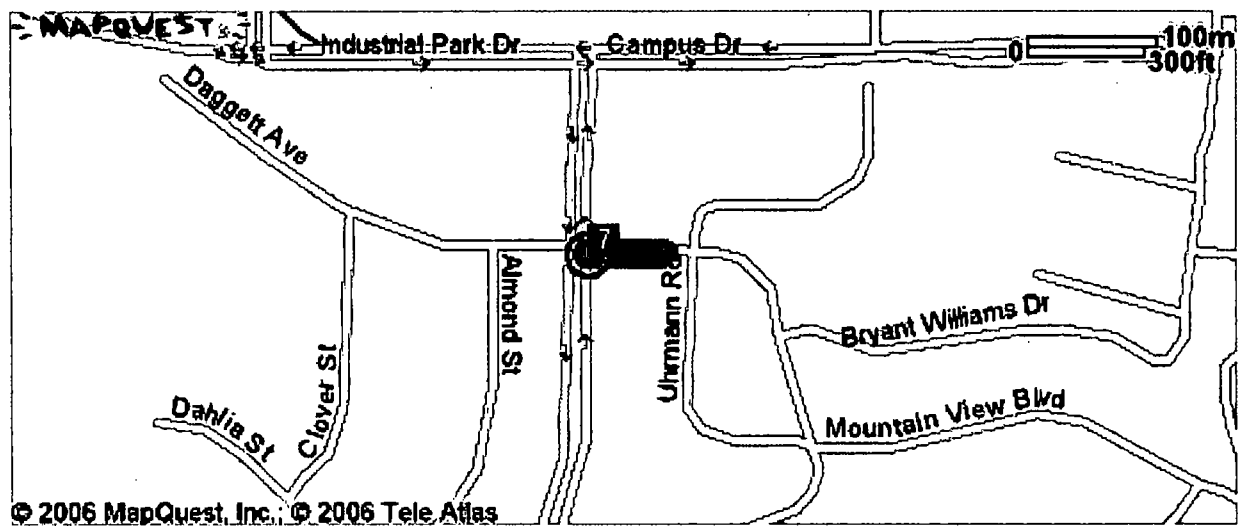 MAPQUEST
Industrial Park Dr
Campus Dr
0
100m
300ft
Daggett Ave
Almond St
Uhrmann Rd
Bryant Williams Dr
Clover St
Dahlia St
Mountain View Blvd
© 2006 MapQuest, Inc.; © 2006 Tele Atlas